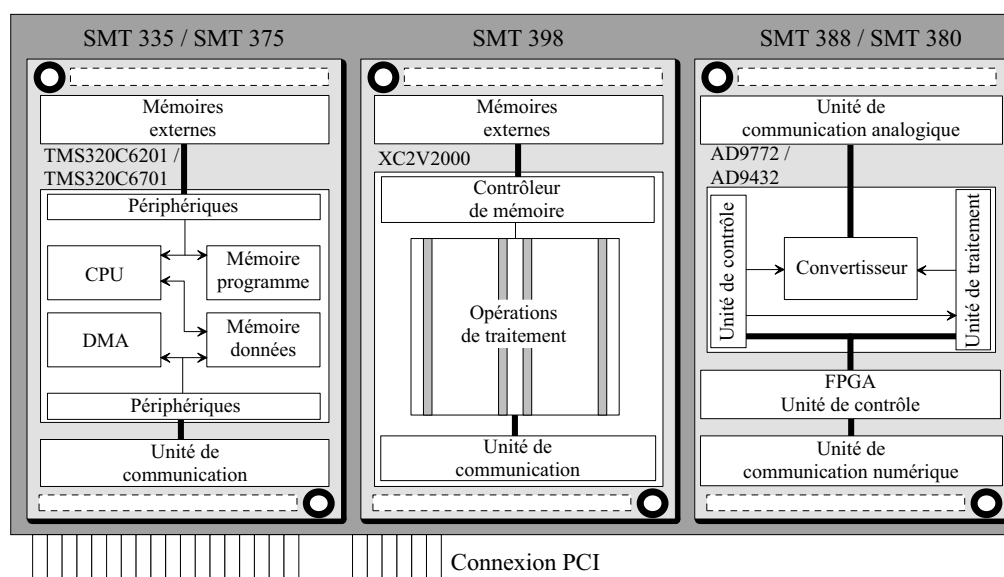 SMT 335 / SMT 375
Mémoires
externes
TMS320C6201 /
TMS320C6701
Périphériques
CPU
Mémoire
programme
DMA
Mémoire
données
Périphériques
Unité de
communication
SMT 398
Mémoires
externes
XC2V2000
Contrôleur
de mémoire
Opérations
de traitement
Unité de
communication
SMT 388 / SMT 380
Unité de
communication analogique
AD9772 /
AD9432
Unité de contrôle
Convertisseur
Unité de traitement
FPGA
Unité de contrôle
Unité de
communication numérique
Connexion PCI